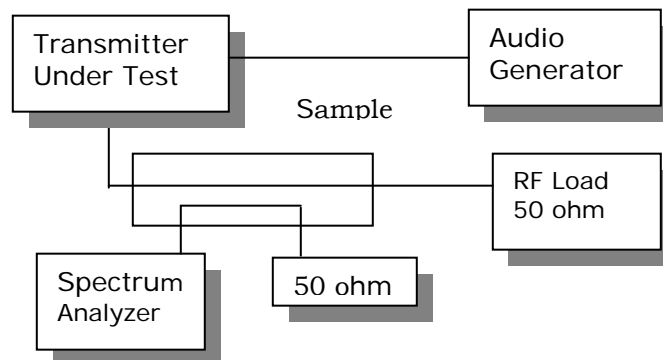 Transmitter
Under Test
Audio
Generator
Sample
RF Load
50 ohm
Spectrum
Analyzer
50 ohm